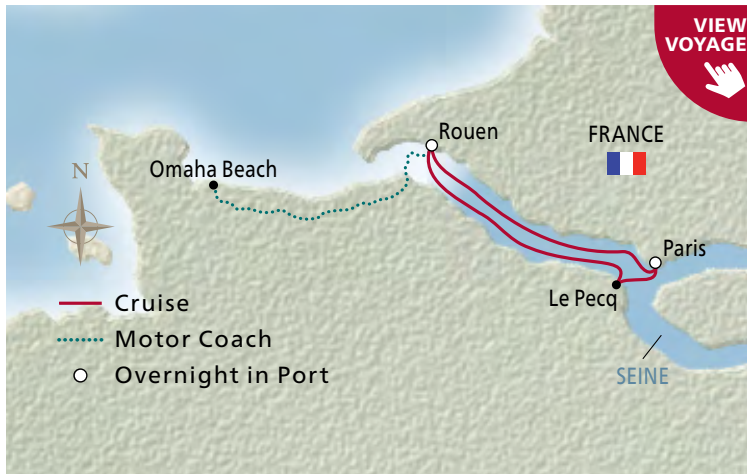 VIEW
VOYAGE
Rouen
FRANCE
N
Omaha Beach
Paris
Le Pecq
Cruise
Motor Coach
Overnight in Port
SEINE